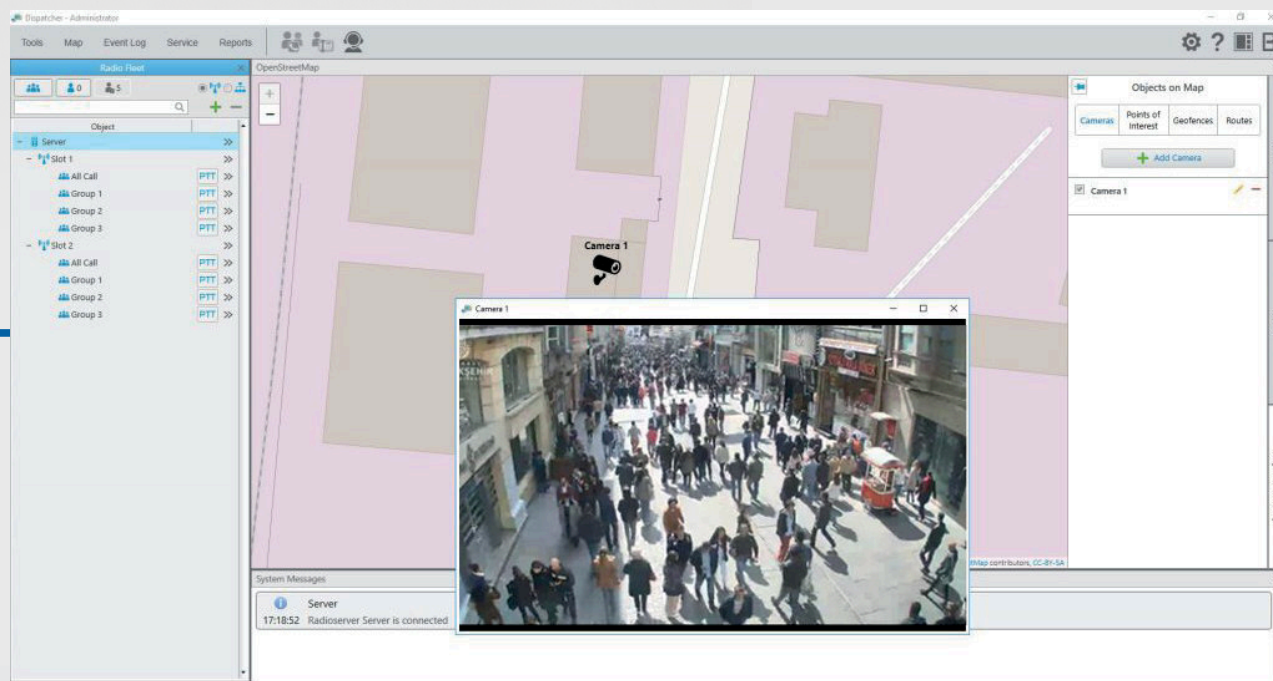 Dispatcher - Administrator
Tools Map Event Log Service Reports
Radio Fleet
0 5
Object
Server
Slot 1
All Call PTT
Group 1 PTT
Group 2 PTT
Group 3 PTT
Slot 2
All Call PTT
Group 1 PTT
Group 2 PTT
Group 3 PTT
OpenStreetMap
Camera 1
Camera 1
contributors, CC-BY-SA
Objects on Map
Cameras Points of Interest Geofences Routes
Add Camera
Camera 1
System Messages
Server
17:18:52 Radioserver Server is connected